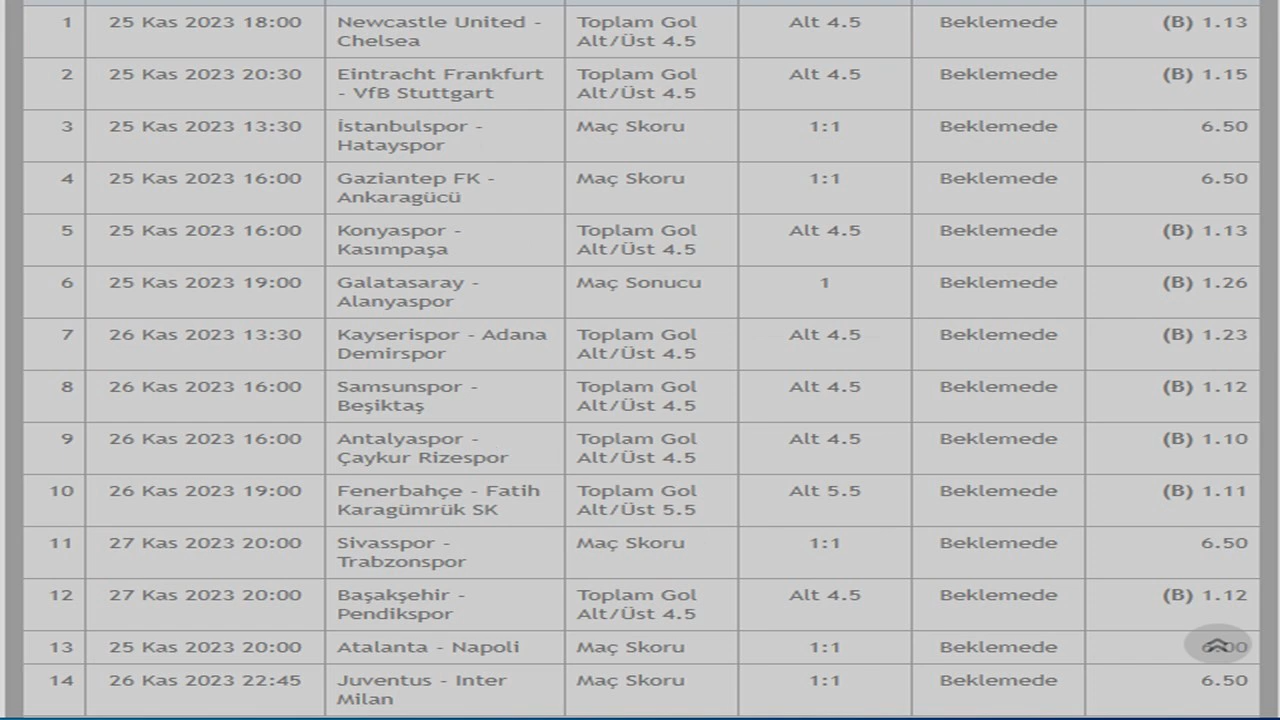 1 25 Kas 2023 18:00 Newcastle United - Toplam Gol Alt 4.5 Beklemede (B) 1.13
Chelsea Alt/Üst 4.5
2 25 Kas 2023 20:30 Eintracht Frankfurt Toplam Gol Alt 4.5 Beklemede (B) 1.15
- VfB Stuttgart Alt/Üst 4.5
3 25 Kas 2023 13:30 İstanbulspor - Maç Skoru 1:1 Beklemede 6.50
Hatayspor
4 25 Kas 2023 16:00 Gaziantep FK - Maç Skoru 1:1 Beklemede 6.50
Ankaragücü
5 25 Kas 2023 16:00 Konyaspor - Toplam Gol Alt 4.5 Beklemede (B) 1.13
Kasımpaşa Alt/Üst 4.5
6 25 Kas 2023 19:00 Galatasaray - Maç Sonucu 1 Beklemede (B) 1.26
Alanyaspor
7 26 Kas 2023 13:30 Kayserispor - Adana Toplam Gol Alt 4.5 Beklemede (B) 1.23
Demirspor Alt/Üst 4.5
8 26 Kas 2023 16:00 Samsunspor - Toplam Gol Alt 4.5 Beklemede (B) 1.12
Beşiktaş Alt/Üst 4.5
9 26 Kas 2023 16:00 Antalyaspor - Toplam Gol Alt 4.5 Beklemede (B) 1.10
Çaykur Rizespor Alt/Üst 4.5
10 26 Kas 2023 19:00 Fenerbahçe - Fatih Toplam Gol Alt 5.5 Beklemede (B) 1.11
Karagümrük SK Alt/Üst 5.5
11 27 Kas 2023 20:00 Sivasspor - Maç Skoru 1:1 Beklemede 6.50
Trabzonspor
12 27 Kas 2023 20:00 Başakşehir - Toplam Gol Alt 4.5 Beklemede (B) 1.12
Pendikspor Alt/Üst 4.5
13 25 Kas 2023 20:00 Atalanta - Napoli Maç Skoru 1:1 Beklemede
14 26 Kas 2023 22:45 Juventus - Inter Maç Skoru 1:1 Beklemede 6.50
Milan